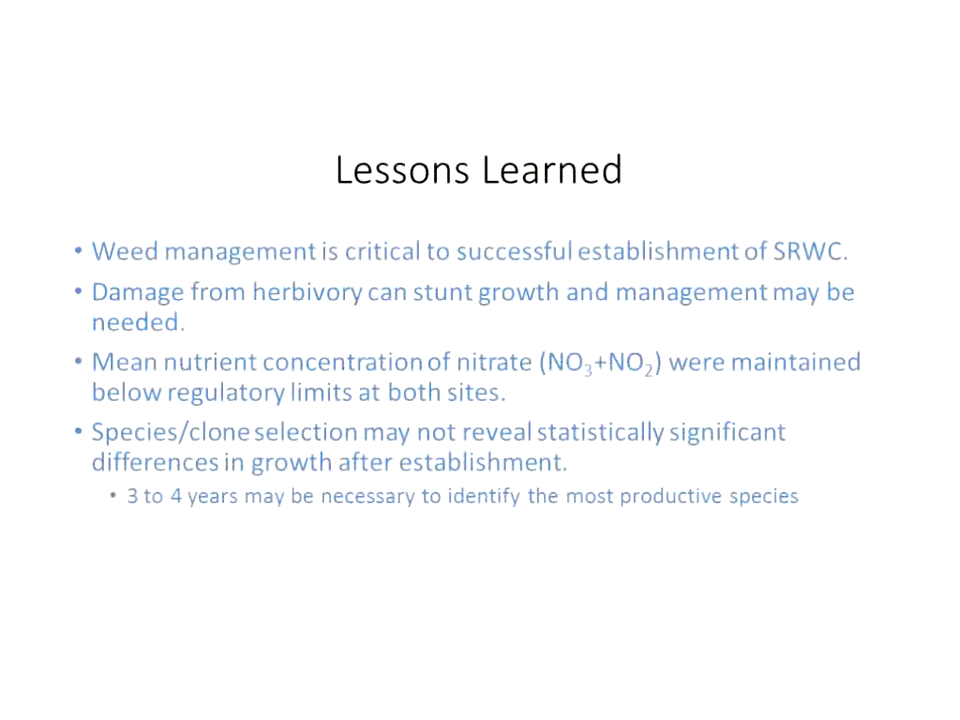 Lessons Learned
• Weed management is critical to successful establishment of SRWC.
• Damage from herbivory can stunt growth and management may be
needed.
• Mean nutrient concentration of nitrate (NO₃+NO₂) were maintained
below regulatory limits at both sites.
• Species/clone selection may not reveal statistically significant
differences in growth after establishment.
• 3 to 4 years may be necessary to identify the most productive species